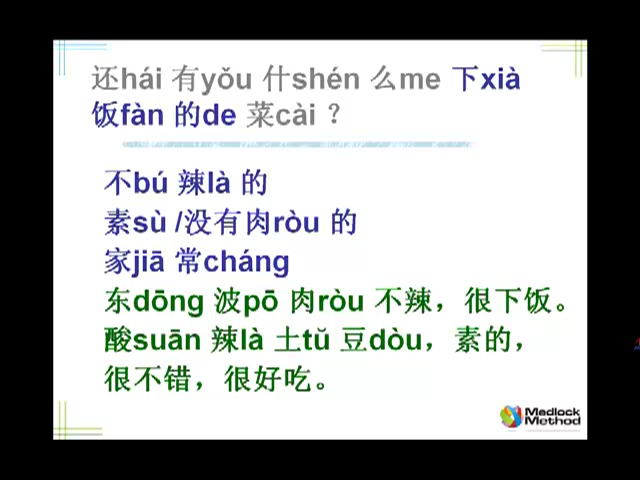 还hái 有yǒu 什shén 么me 下xià
饭fàn 的de 菜cài ？
不bú 辣là 的
素sù /没有肉ròu 的
家jiā 常cháng
东dōng 波pō 肉ròu 不辣，很下饭。
酸suān 辣là 土tǔ 豆dòu，素的，
很不错，很好吃。
Medlock
Method